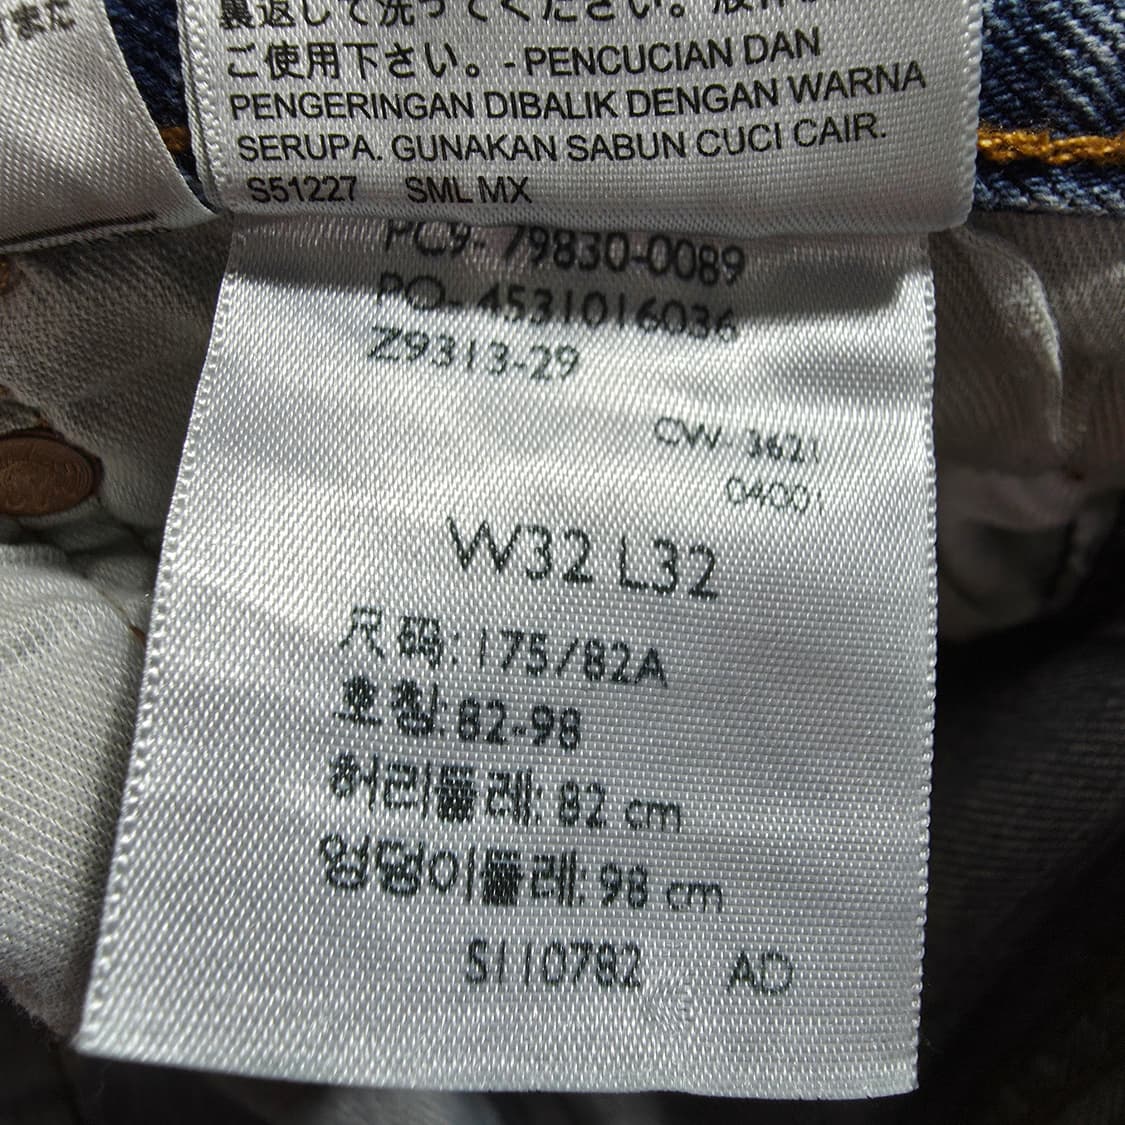 裏返して洗ってください。液体
ご使用下さい。- PENCUCIAN DAN
PENGERINGAN DIBALIK DENGAN WARNA
SERUPA. GUNAKAN SABUN CUCI CAIR.
S51227 SML MX
PC9- 79830-0089
PO- 4531016036
Z9313-29
CW- 3621
04001
W32 L32
尺码: 175/82A
호칭: 82-98
허리둘레: 82 cm
엉덩이둘레: 98 cm
S110782 AD